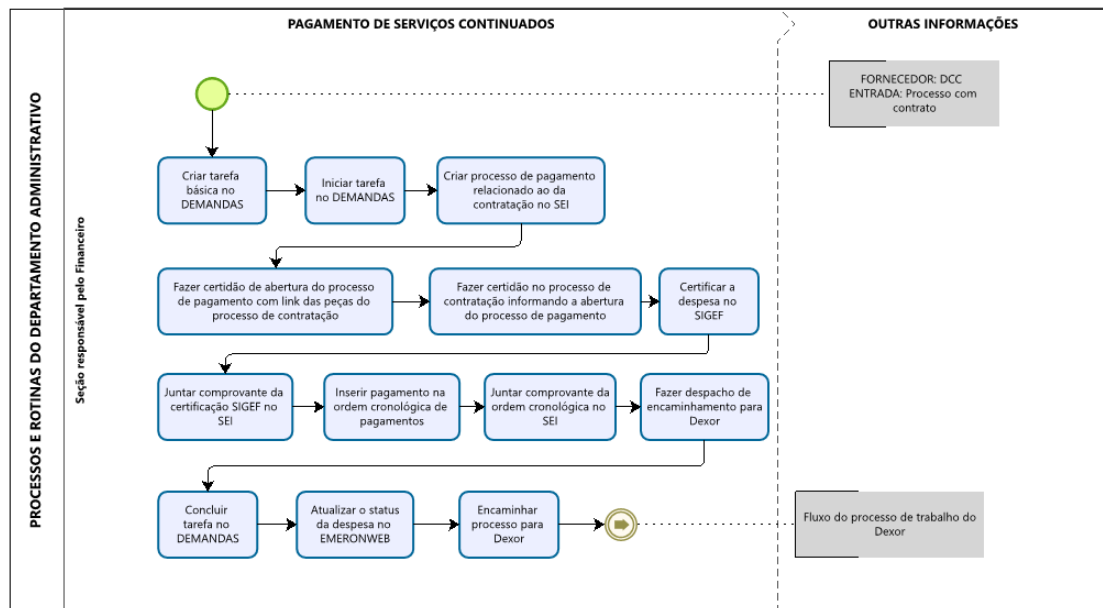 PAGAMENTO DE SERVIÇOS CONTINUADOS
OUTRAS INFORMAÇÕES
PROCESSOS E ROTINAS DO DEPARTAMENTO ADMINISTRATIVO
Seção responsável pelo Financeiro
FORNECEDOR: DCC
ENTRADA: Processo com
contrato
Criar tarefa
básica no
DEMANDAS
Iniciar tarefa
no DEMANDAS
Criar processo de pagamento
relacionado ao da
contratação no SEI
Fazer certidão de abertura do processo
de pagamento com link das peças do
processo de contratação
Fazer certidão no processo de
contratação informando a abertura
do processo de pagamento
Certificar a
despesa no
SIGEF
Juntar comprovante da
certificação SIGEF no
SEI
Inserir pagamento na
ordem cronológica de
pagamentos
Juntar comprovante da
ordem cronológica no
SEI
Fazer despacho de
encaminhamento para
Dexor
Concluir
tarefa no
DEMANDAS
Atualizar o status
da despesa no
EMERONWEB
Encaminhar
processo para
Dexor
Fluxo do processo de trabalho do
Dexor